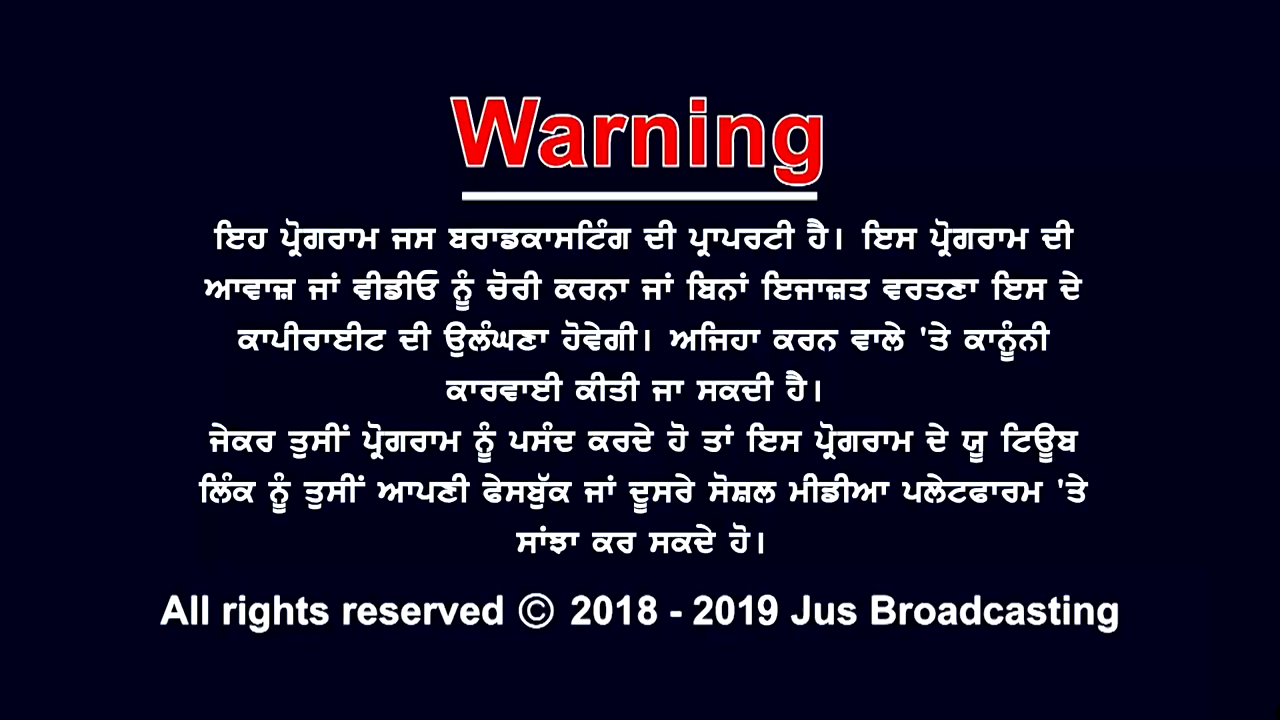 Warning
ਇਹ ਪ੍ਰੋਗਰਾਮ ਜਸ ਬਰਾਡਕਾਸਟਿੰਗ ਦੀ ਪ੍ਰਾਪਰਟੀ ਹੈ। ਇਸ ਪ੍ਰੋਗਰਾਮ ਦੀ
ਆਵਾਜ਼ ਜਾਂ ਵੀਡੀਓ ਨੂੰ ਚੋਰੀ ਕਰਨਾ ਜਾਂ ਬਿਨਾਂ ਇਜਾਜ਼ਤ ਵਰਤਣਾ ਇਸ ਦੇ
ਕਾਪੀਰਾਈਟ ਦੀ ਉਲੰਘਣਾ ਹੋਵੇਗੀ। ਅਜਿਹਾ ਕਰਨ ਵਾਲੇ 'ਤੇ ਕਾਨੂੰਨੀ
ਕਾਰਵਾਈ ਕੀਤੀ ਜਾ ਸਕਦੀ ਹੈ।
ਜੇਕਰ ਤੁਸੀਂ ਪ੍ਰੋਗਰਾਮ ਨੂੰ ਪਸੰਦ ਕਰਦੇ ਹੋ ਤਾਂ ਇਸ ਪ੍ਰੋਗਰਾਮ ਦੇ ਯੂ ਟਿਊਬ
ਲਿੰਕ ਨੂੰ ਤੁਸੀਂ ਆਪਣੀ ਫੇਸਬੁੱਕ ਜਾਂ ਦੂਸਰੇ ਸੋਸ਼ਲ ਮੀਡੀਆ ਪਲੇਟਫਾਰਮ 'ਤੇ
ਸਾਂਝਾ ਕਰ ਸਕਦੇ ਹੋ।
All rights reserved © 2018 - 2019 Jus Broadcasting